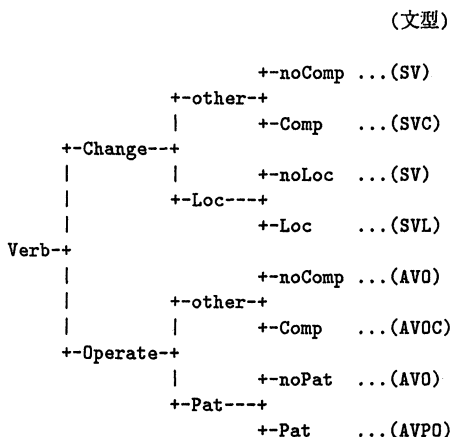 (文型)
+-noComp ...(SV)
+-other-+
| +-Comp ...(SVC)
+-Change--+
| | +-noLoc ...(SV)
| +-Loc---+
| +-Loc ...(SVL)
Verb-+
| +-noComp ...(AVO)
| +-other-+
| | +-Comp ...(AVOC)
+-Operate-+
| +-noPat ...(AVO)
+-Pat---+
+-Pat ...(AVPO)